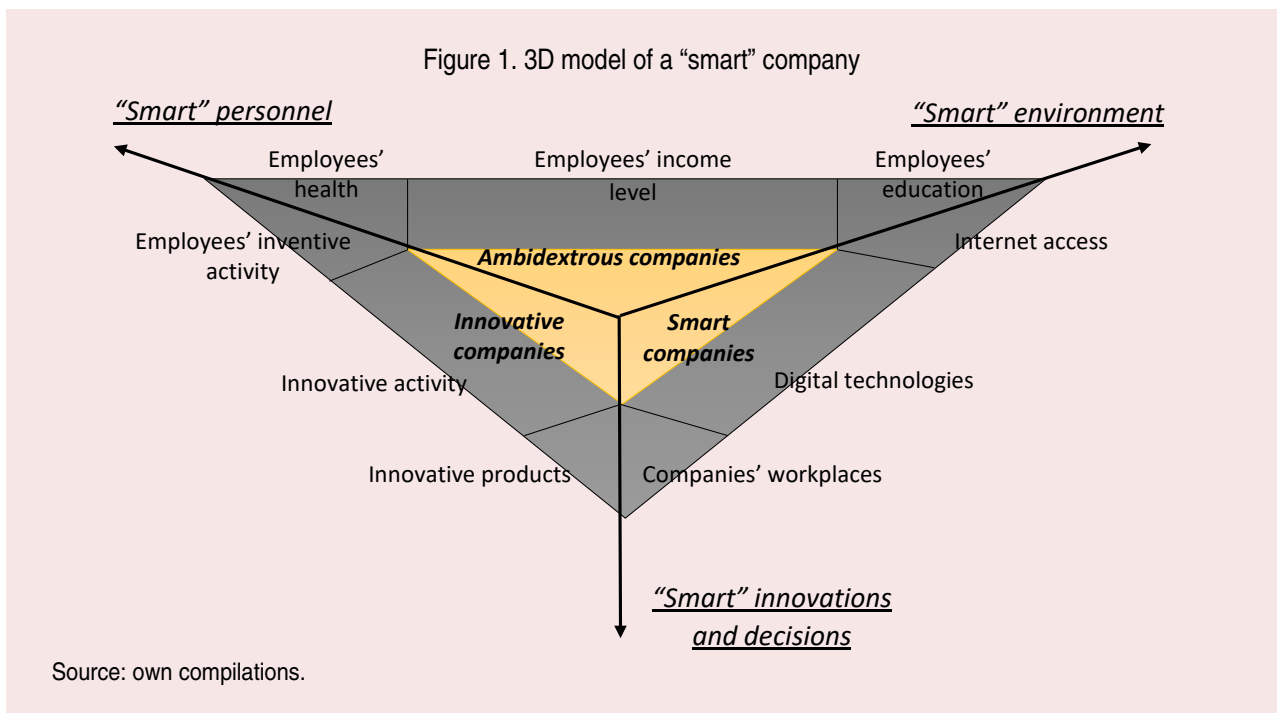 Figure 1. 3D model of a “smart” company
“Smart” personnel
“Smart” environment
Employees’
health
Employees’ income
level
Employees’
education
Employees’ inventive
activity
Internet access
Ambidextrous companies
Innovative
companies
Smart
companies
Innovative activity
Digital technologies
Innovative products
Companies’ workplaces
“Smart” innovations
and decisions
Source: own compilations.